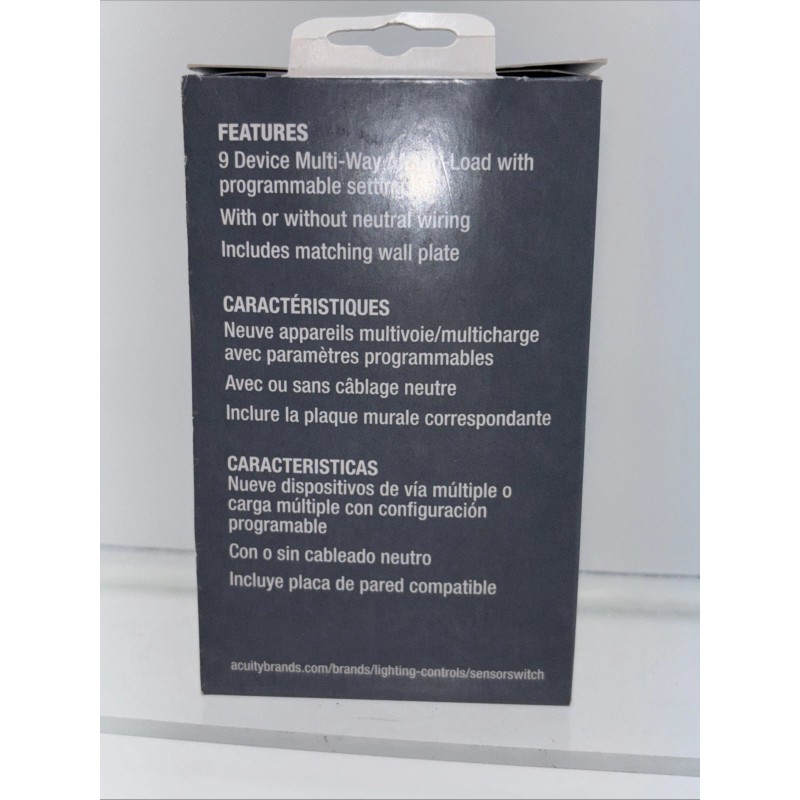 FEATURES
9 Device Multi-Way -Load with
programmable
With or without neutral wiring
Includes matching wall plate
CARACTÉRISTIQUES
Neuve appareils multivoie/multicharge
avec paramètres programmables
Avec ou sans câblage neutre
Inclure la plaque murale correspondante
CARACTERISTICAS
Nueve dispositivos de vía múltiple o
carga múltiple con configuración
programable
Con o sin cableado neutro
Incluye placa de pared compatible
acuitybrands.com/brands/lighting-controls/sensorswitch